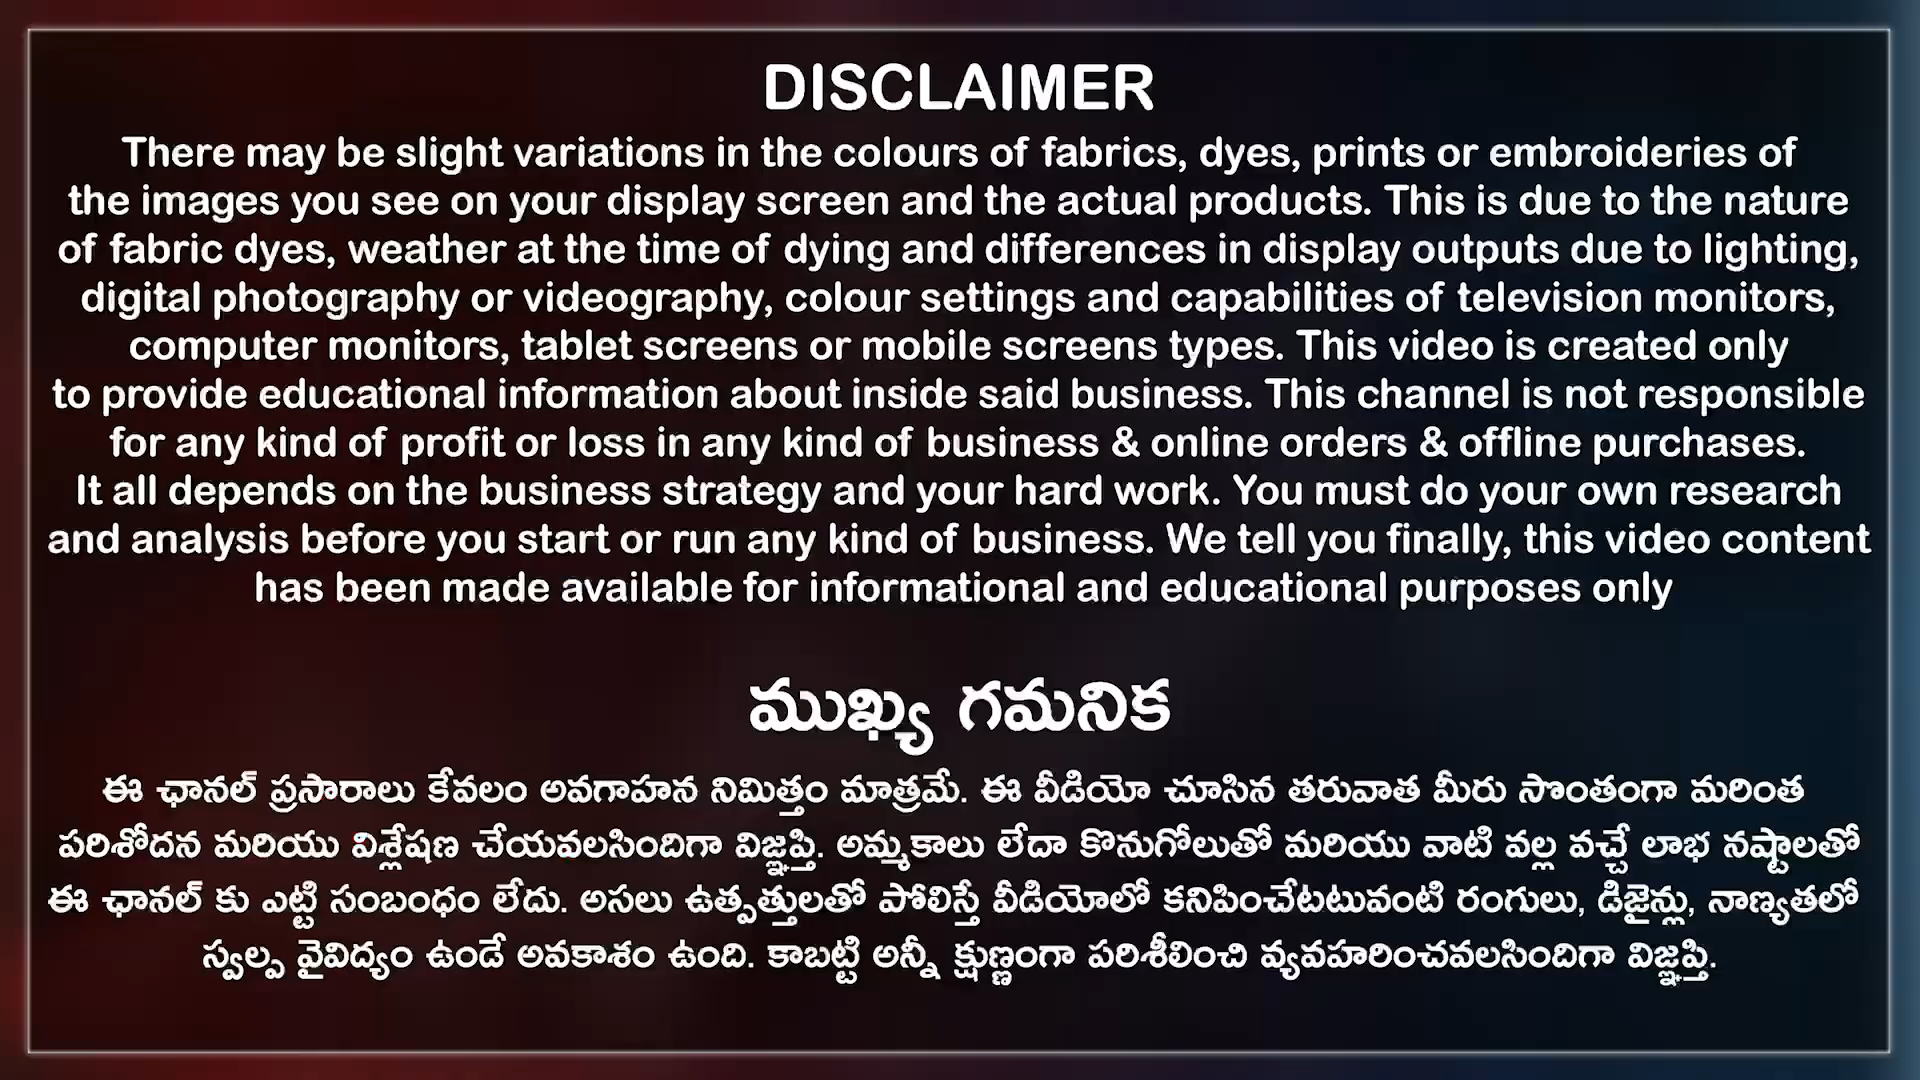 DISCLAIMER
There may be slight variations in the colours of fabrics, dyes, prints or embroideries of
the images you see on your display screen and the actual products. This is due to the nature
of fabric dyes, weather at the time of dying and differences in display outputs due to lighting,
digital photography or videography, colour settings and capabilities of television monitors,
computer monitors, tablet screens or mobile screens types. This video is created only
to provide educational information about inside said business. This channel is not responsible
for any kind of profit or loss in any kind of business & online orders & offline purchases.
It all depends on the business strategy and your hard work. You must do your own research
and analysis before you start or run any kind of business. We tell you finally, this video content
has been made available for informational and educational purposes only
ముఖ్య గమనిక
ఈ ఛానల్ ప్రసారాలు కేవలం అవగాహన నిమిత్తం మాత్రమే. ఈ వీడియో చూసిన తరువాత మీరు సొంతంగా మరింత
పరిశోదన మరియు విశ్లేషణ చేయవలసిందిగా విజ్ఞప్తి. అమ్మకాలు లేదా కొనుగోలుతో మరియు వాటి వల్ల వచ్చే లాభ నష్టాలతో
ఈ ఛానల్ కు ఎట్టి సంబంధం లేదు. అసలు ఉత్పత్తులతో పోలిస్తే వీడియోలో కనిపించేటటువంటి రంగులు, డిజైన్లు, నాణ్యతలో
స్వల్ప వైవిద్యం ఉండే అవకాశం ఉంది. కాబట్టి అన్నీ క్షుణ్ణంగా పరిశీలించి వ్యవహరించవలసిందిగా విజ్ఞప్తి.